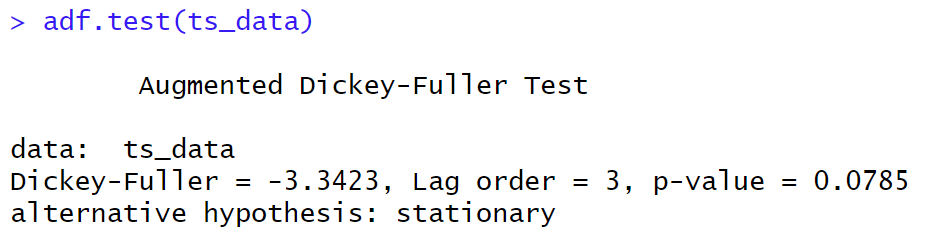 > adf.test(ts_data)
Augmented Dickey-Fuller Test
data:  ts_data
Dickey-Fuller = -3.3423, Lag order = 3, p-value = 0.0785
alternative hypothesis: stationary